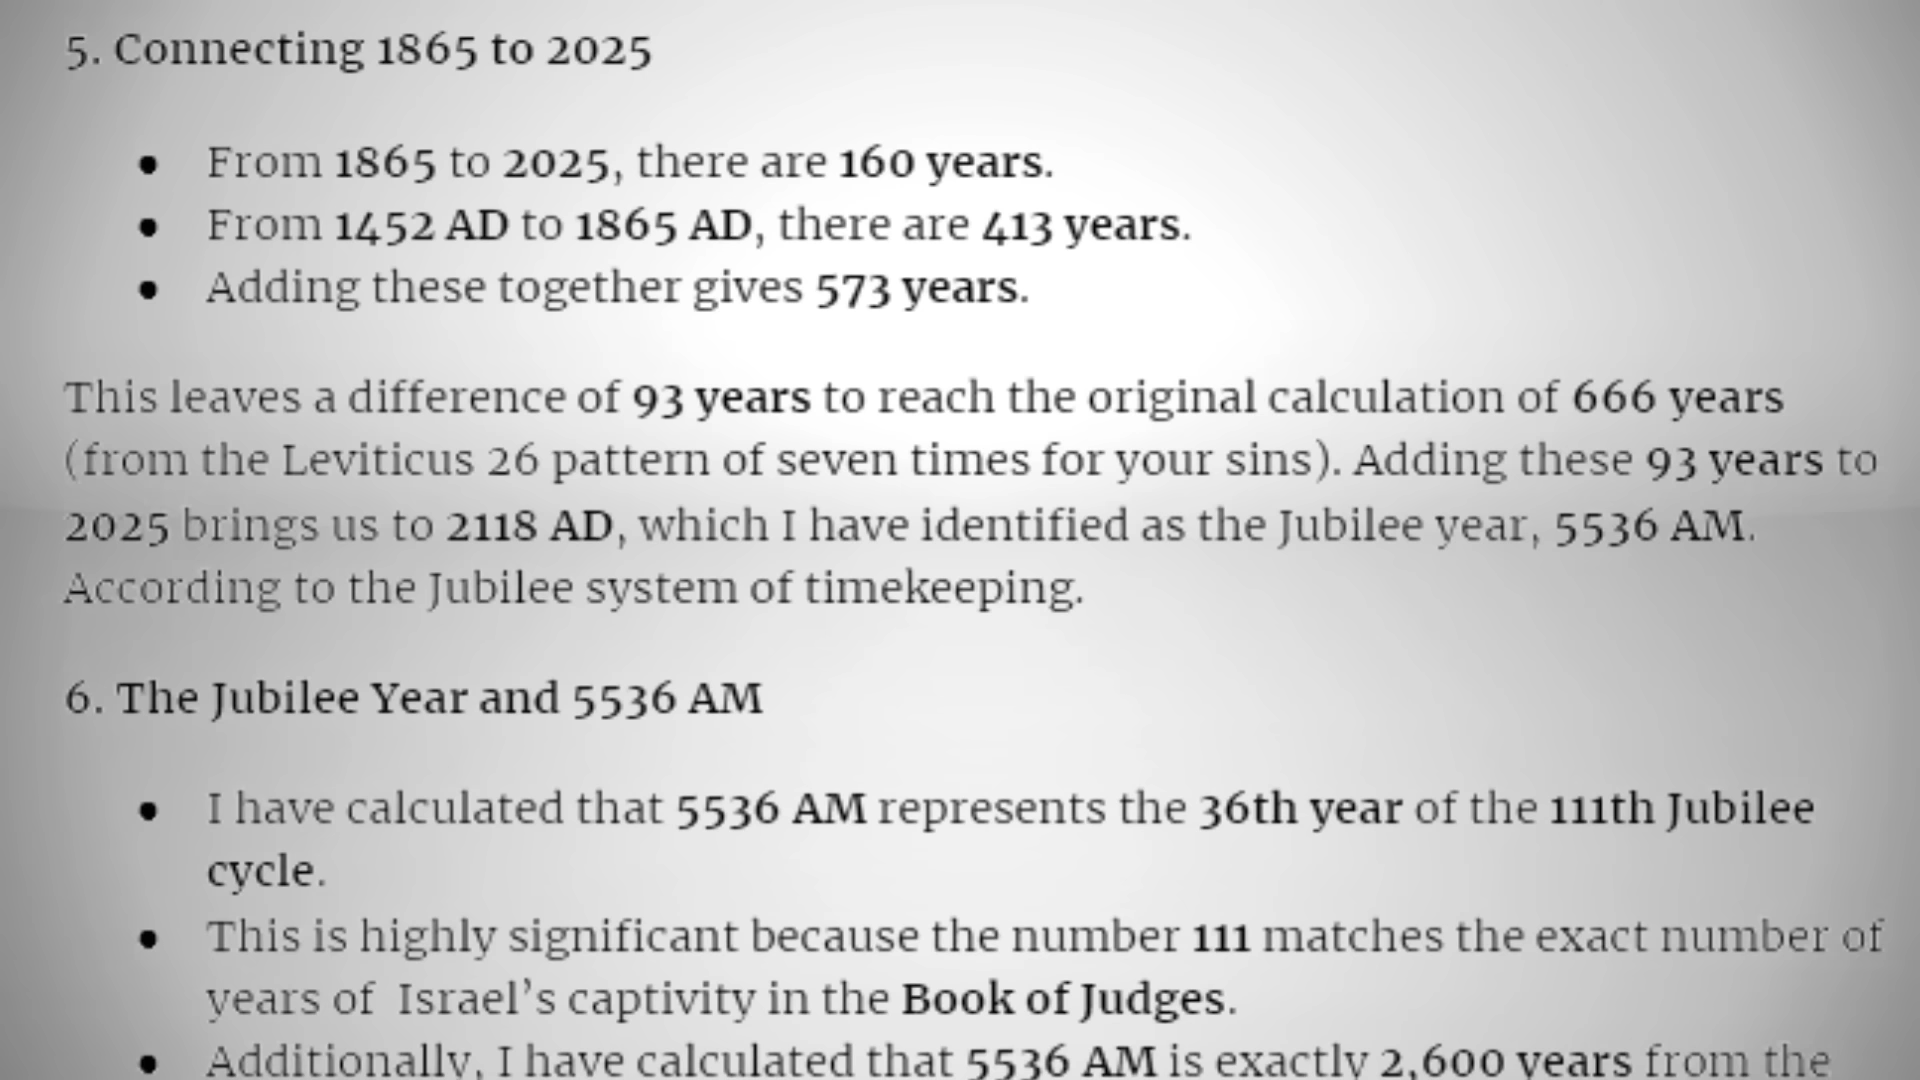 5. Connecting 1865 to 2025
● From 1865 to 2025, there are 160 years.
● From 1452 AD to 1865 AD, there are 413 years.
● Adding these together gives 573 years.
This leaves a difference of 93 years to reach the original calculation of 666 years
(from the Leviticus 26 pattern of seven times for your sins). Adding these 93 years to
2025 brings us to 2118 AD, which I have identified as the Jubilee year, 5536 AM.
According to the Jubilee system of timekeeping.
6. The Jubilee Year and 5536 AM
● I have calculated that 5536 AM represents the 36th year of the 111th Jubilee
cycle.
● This is highly significant because the number 111 matches the exact number of
years of Israel’s captivity in the Book of Judges.
● Additionally, I have calculated that 5536 AM is exactly 2,600 years from the